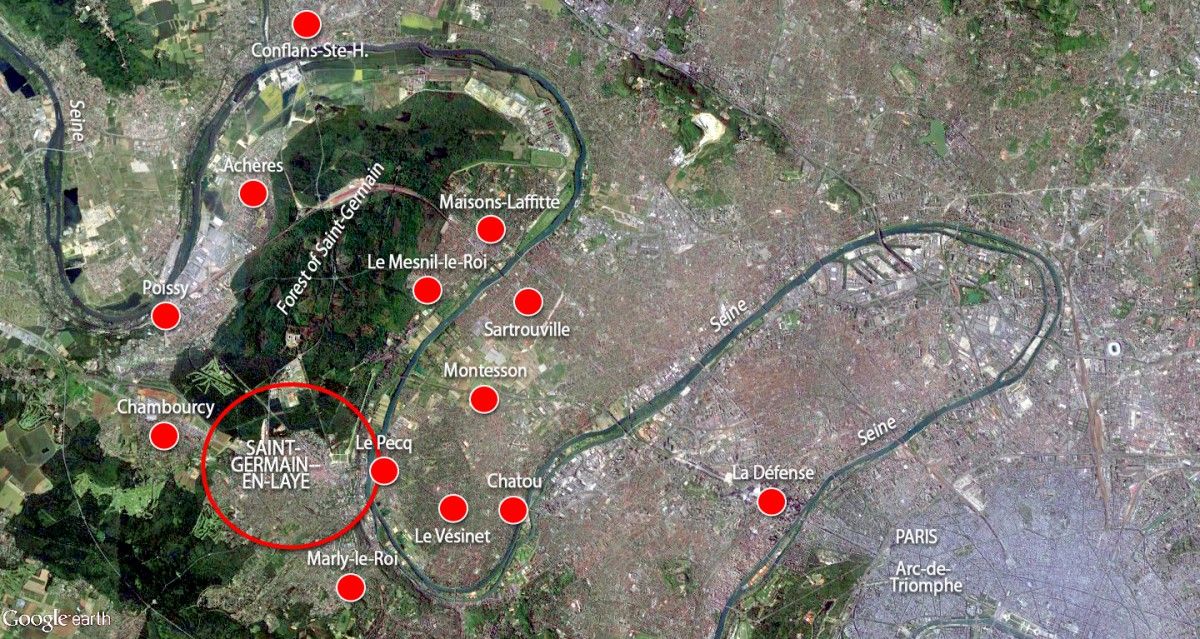 Conflans-Ste-H.
Seine
Achères
Forest of Saint-Germain
Maisons-Laffitte
Le Mesnil-le-Roi
Poissy
Sartrouville
Seine
Montesson
Chambourcy
Le Pecq
SAINT-
GERMAIN–
EN-LAYE
Seine
La Défense
Chatou
Le Vésinet
PARIS
Marly-le-Roi
Arc-de-
Triomphe
Google earth